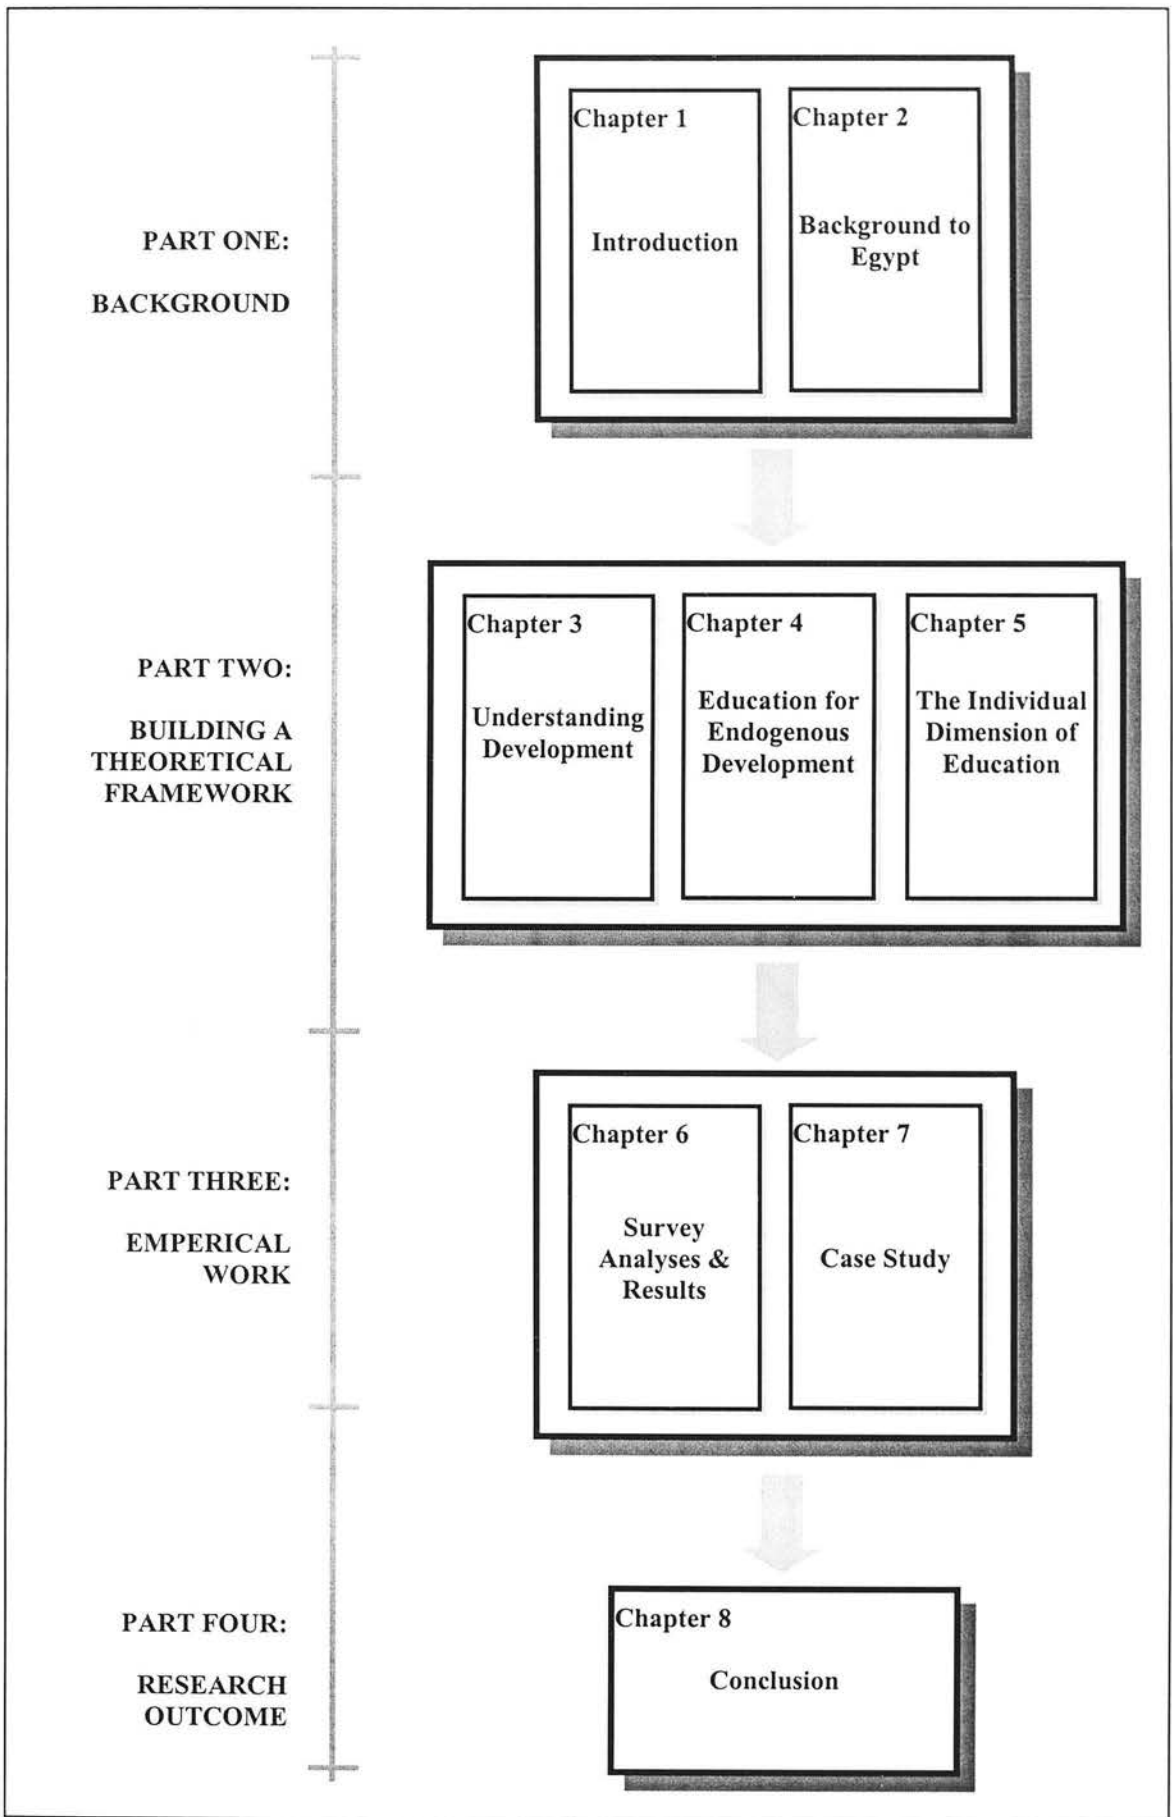 PART ONE:
BACKGROUND
Chapter 1
Introduction
Chapter 2
Background to
Egypt
PART TWO:
BUILDING A
THEORETICAL
FRAMEWORK
Chapter 3
Understanding
Development
Chapter 4
Education for
Endogenous
Development
Chapter 5
The Individual
Dimension of
Education
PART THREE:
EMPERICAL
WORK
Chapter 6
Survey
Analyses &
Results
Chapter 7
Case Study
PART FOUR:
RESEARCH
OUTCOME
Chapter 8
Conclusion